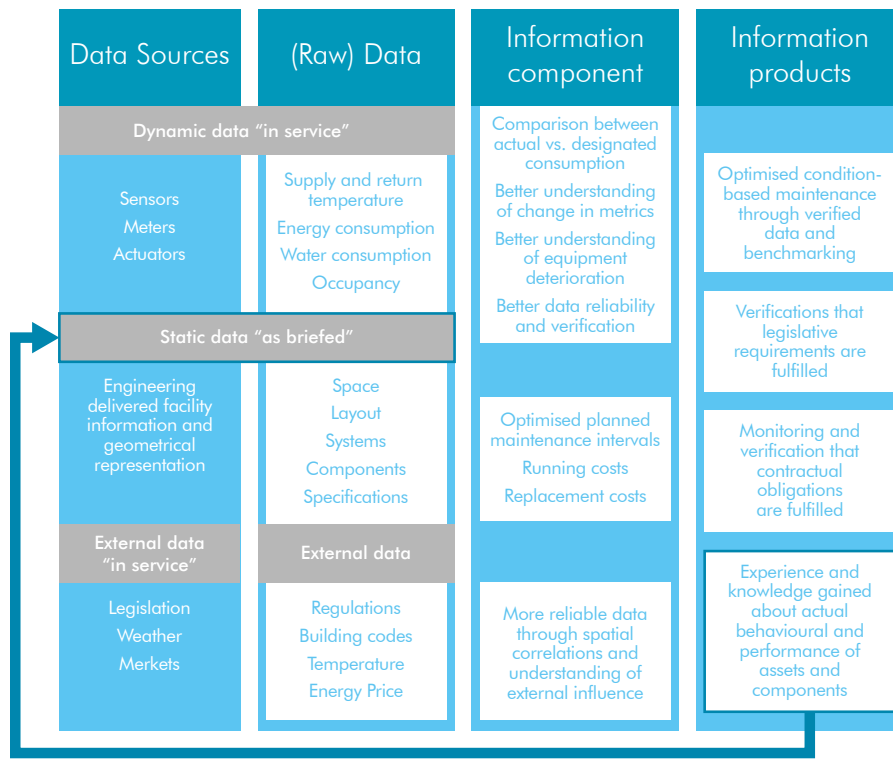 Data Sources
(Raw) Data
Information
component
Information
products
Dynamic data “in service”
Sensors
Meters
Actuators
Supply and return
temperature
Energy consumption
Water consumption
Occupancy
Comparison between
actual vs. designated
consumption
Better understanding
of change in metrics
Better understanding
of equipment
deterioration
Better data reliability
and verification
Optimised condition-
based maintenance
through verified
data and
benchmarking
Verifications that
legislative
requirements are
fulfilled
Static data “as briefed”
Engineering
delivered facility
information and
geometrical
representation
Space
Layout
Systems
Components
Specifications
Optimised planned
maintenance intervals
Running costs
Replacement costs
Monitoring and
verification that
contractual
obligations
are fulfilled
External data
“in service”
External data
Legislation
Weather
Merkets
Regulations
Building codes
Temperature
Energy Price
More reliable data
through spatial
correlations and
understanding of
external influence
Experience and
knowledge gained
about actual
behavioural and
performance of
assets and
components